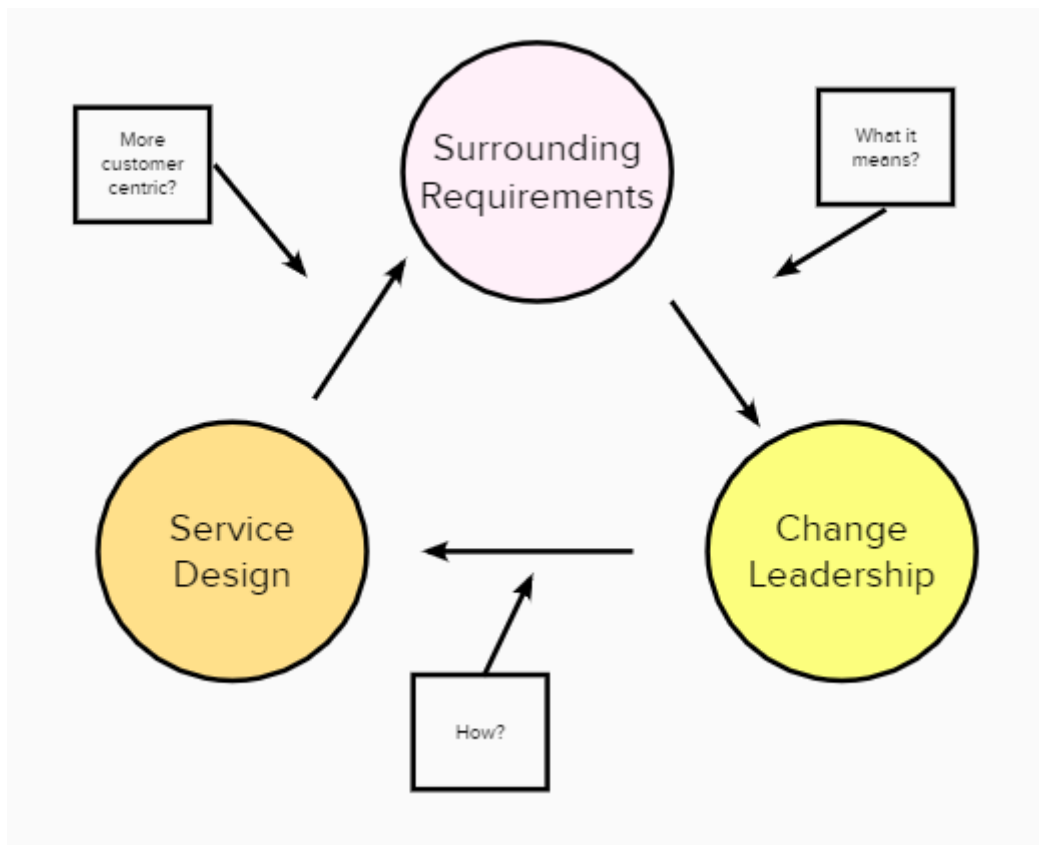 Surrounding
Requirements
More
customer
centric?
What it
means?
Service
Design
Change
Leadership
How?